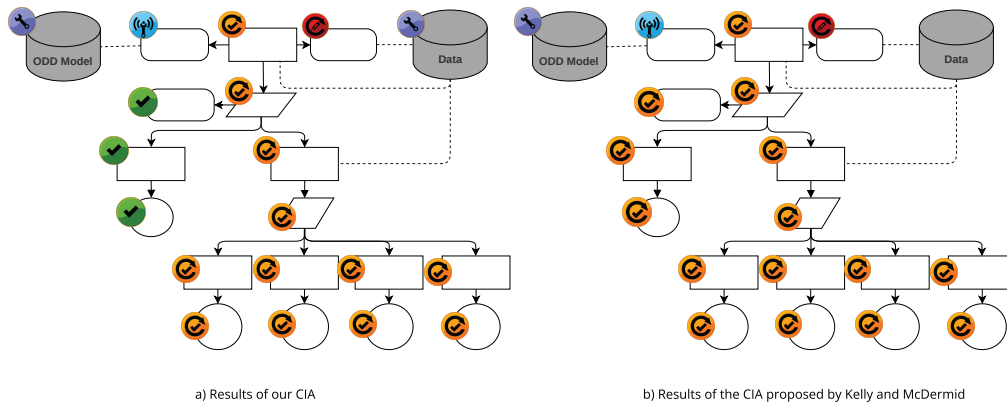 ODD Model
Data
ODD Model
Data
a) Results of our CIA
b) Results of the CIA proposed by Kelly and McDermid